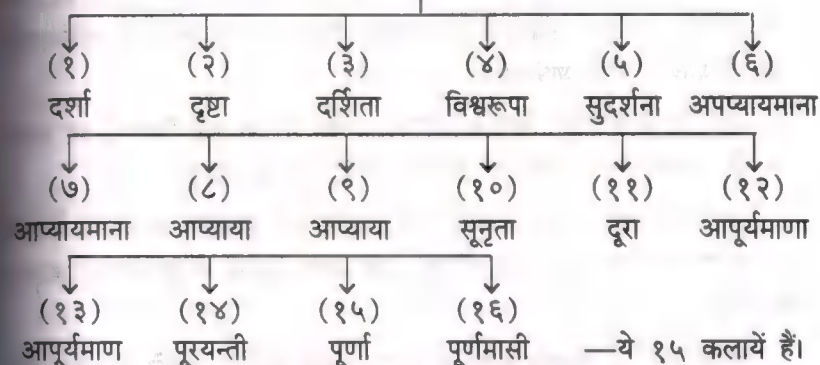 (१) (२) (३) (४) (५) (६)
दर्शा दृष्टा दर्शिता विश्वरूपा सुदर्शना अपप्यायमाना
(७) (८) (९) (१०) (११) (१२)
आप्यायमाना आप्याया आप्याया सूनृता दूरा आपूर्यमाणा
(१३) (१४) (१५) (१६)
आपूर्यमाण पूरयन्ती पूर्णा पूर्णमासी —ये १५ कलायें हैं।